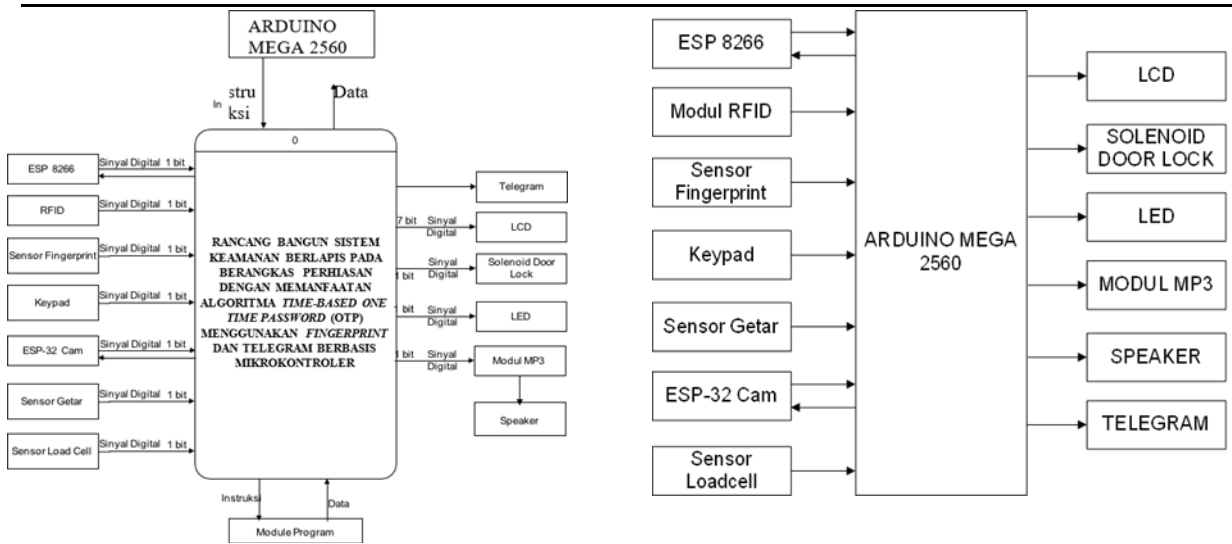 ARDUINO
MEGA 2560
In
stru
ksi
Data
0
ESP 8266
Sinyal Digital 1 bit
RFID
Sinyal Digital 1 bit
Sensor Fingerprint
Sinyal Digital 1 bit
Keypad
Sinyal Digital 1 bit
ESP-32 Cam
Sinyal Digital 1 bit
Sensor Getar
Sinyal Digital 1 bit
Sensor Load Cell
Sinyal Digital 1 bit
RANCANG BANGUN SISTEM
KEAMANAN BERLAPIS PADA
BERANGKAS PERHIASAN
DENGAN MEMANFAATAN
ALGORITMA TIME-BASED ONE
TIME PASSWORD (OTP)
MENGGUNAKAN FINGERPRINT
DAN TELEGRAM BERBASIS
MIKROKONTROLER
Telegram
7 bit Sinyal
Digital
LCD
1 bit Sinyal
Digital
Solenoid Door
Lock
1 bit Sinyal
Digital
LED
1 bit Sinyal
Digital
Modul MP3
Speaker
Instruksi
Data
Module Program
ESP 8266
Modul RFID
Sensor
Fingerprint
Keypad
Sensor Getar
ESP-32 Cam
Sensor
Loadcell
ARDUINO MEGA
2560
LCD
SOLENOID
DOOR LOCK
LED
MODUL MP3
SPEAKER
TELEGRAM